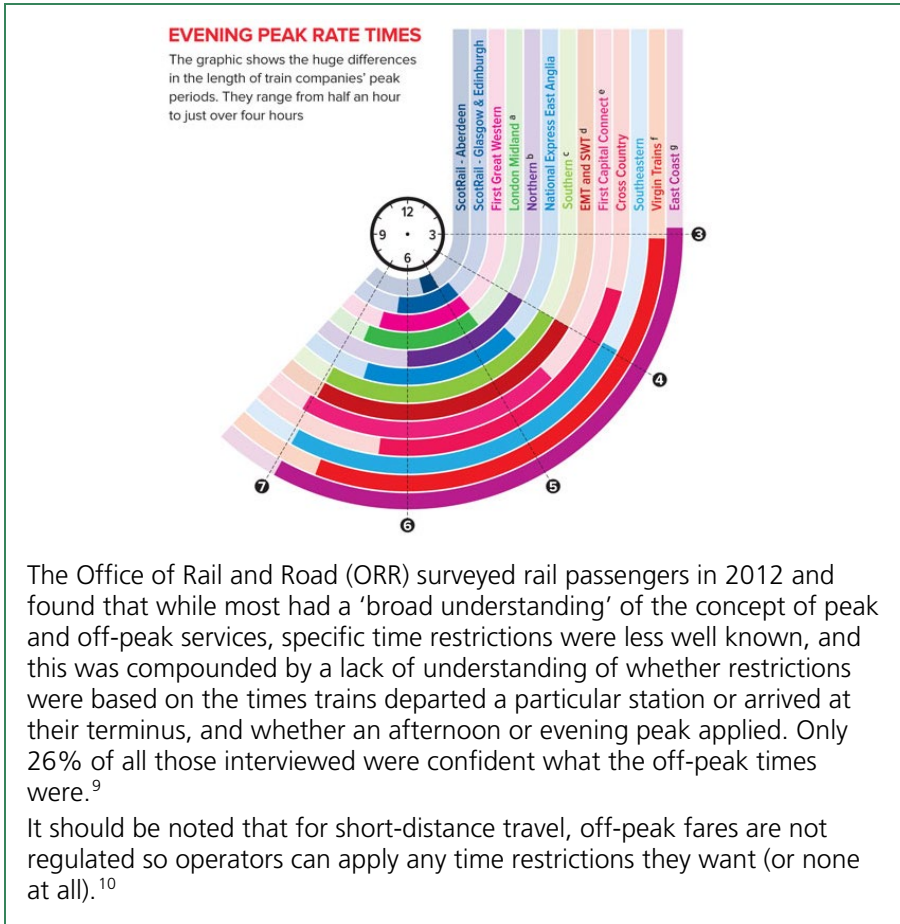 EVENING PEAK RATE TIMES
The graphic shows the huge differences
in the length of train companies’ peak
periods. They range from half an hour
to just over four hours
ScotRail - Aberdeen
ScotRail - Glasgow & Edinburgh
First Great Western
London Midland a
Northern b
National Express East Anglia
Southern c
EMT and SWT d
First Capital Connect e
Cross Country
Southeastern
Virgin Trains f
East Coast g
12
9
3
6
3
4
5
6
7
The Office of Rail and Road (ORR) surveyed rail passengers in 2012 and
found that while most had a ‘broad understanding’ of the concept of peak
and off-peak services, specific time restrictions were less well known, and
this was compounded by a lack of understanding of whether restrictions
were based on the times trains departed a particular station or arrived at
their terminus, and whether an afternoon or evening peak applied. Only
26% of all those interviewed were confident what the off-peak times
were.9
It should be noted that for short-distance travel, off-peak fares are not
regulated so operators can apply any time restrictions they want (or none
at all).10